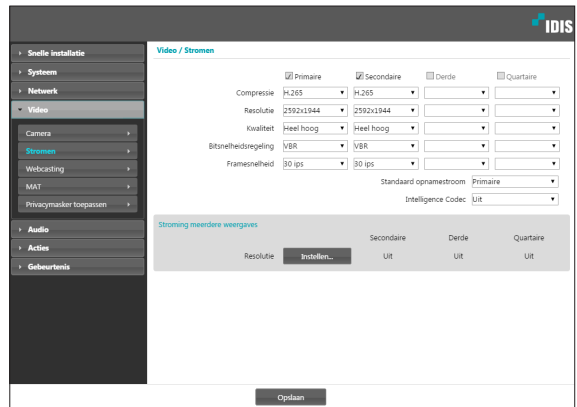 IDIS
Snelle installatie
Systeem
Netwerk
Video
Camera
Stromen
Webcasting
MAT
Privacymasker toepassen
Audio
Acties
Gebeurtenis
Video / Stromen
Primaire Secondaire Derde Quartaire
Compressie H.265 H.265
Resolutie 2592x1944 2592x1944
Kwaliteit Heel hoog Heel hoog
Bitsnelheidsregeling VBR VBR
Framesnelheid 30 ips 30 ips
Standaard opnamestroom Primaire
Intelligence Codec Uit
Stroming meerdere weergaves
Secondaire Derde Quartaire
Resolutie Instellen... Uit Uit Uit
Opslaan